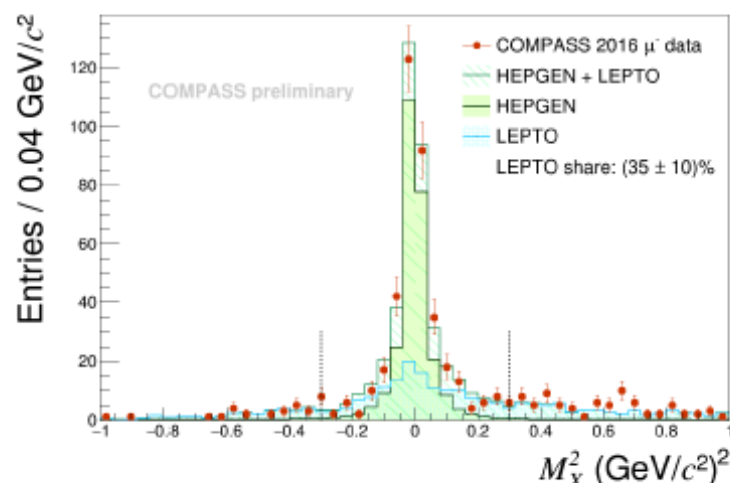 COMPASS 2016 μ⁻ data
HEPGEN + LEPTO
COMPASS preliminary
HEPGEN
LEPTO
LEPTO share: (35 ± 10)%
Entries / 0.04 GeV/c²
120
100
80
60
40
20
0
−1 −0.8 −0.6 −0.4 −0.2 0 0.2 0.4 0.6 0.8 1
M²ₓ (GeV/c²)²